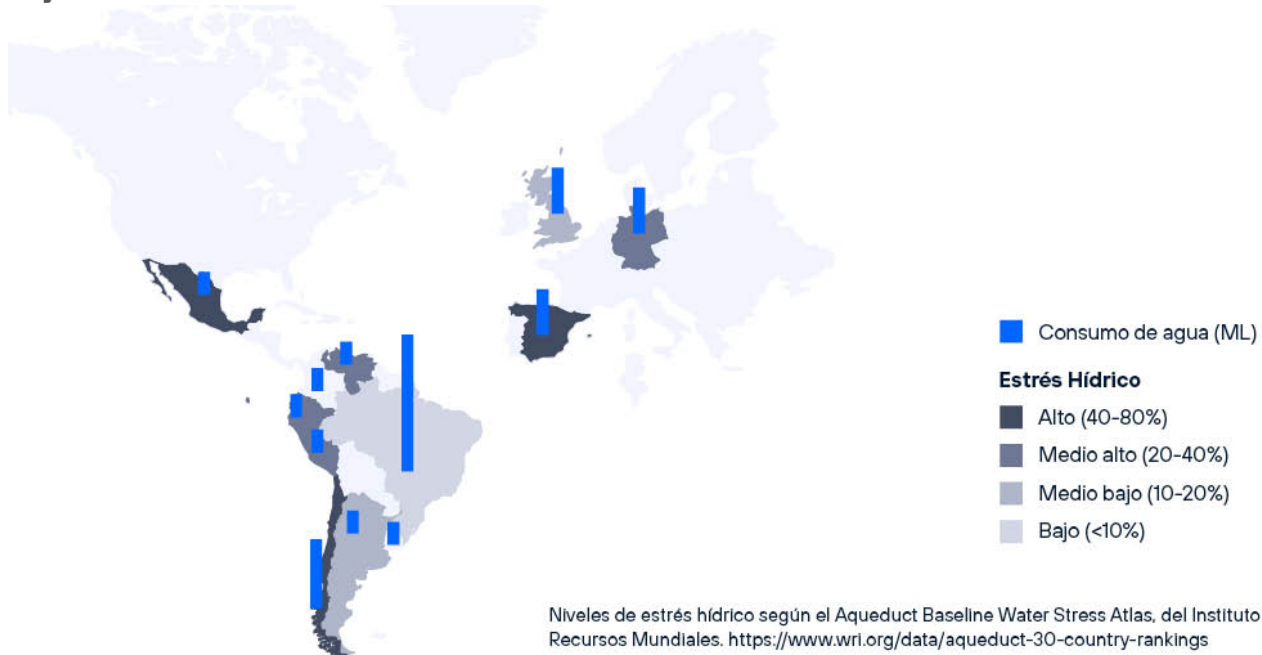 Consumo de agua (ML)
Estrés Hídrico
Alto (40-80%)
Medio alto (20-40%)
Medio bajo (10-20%)
Bajo (<10%)
Niveles de estrés hídrico según el Aqueduct Baseline Water Stress Atlas, del Instituto
Recursos Mundiales. https://www.wri.org/data/aqueduct-30-country-rankings